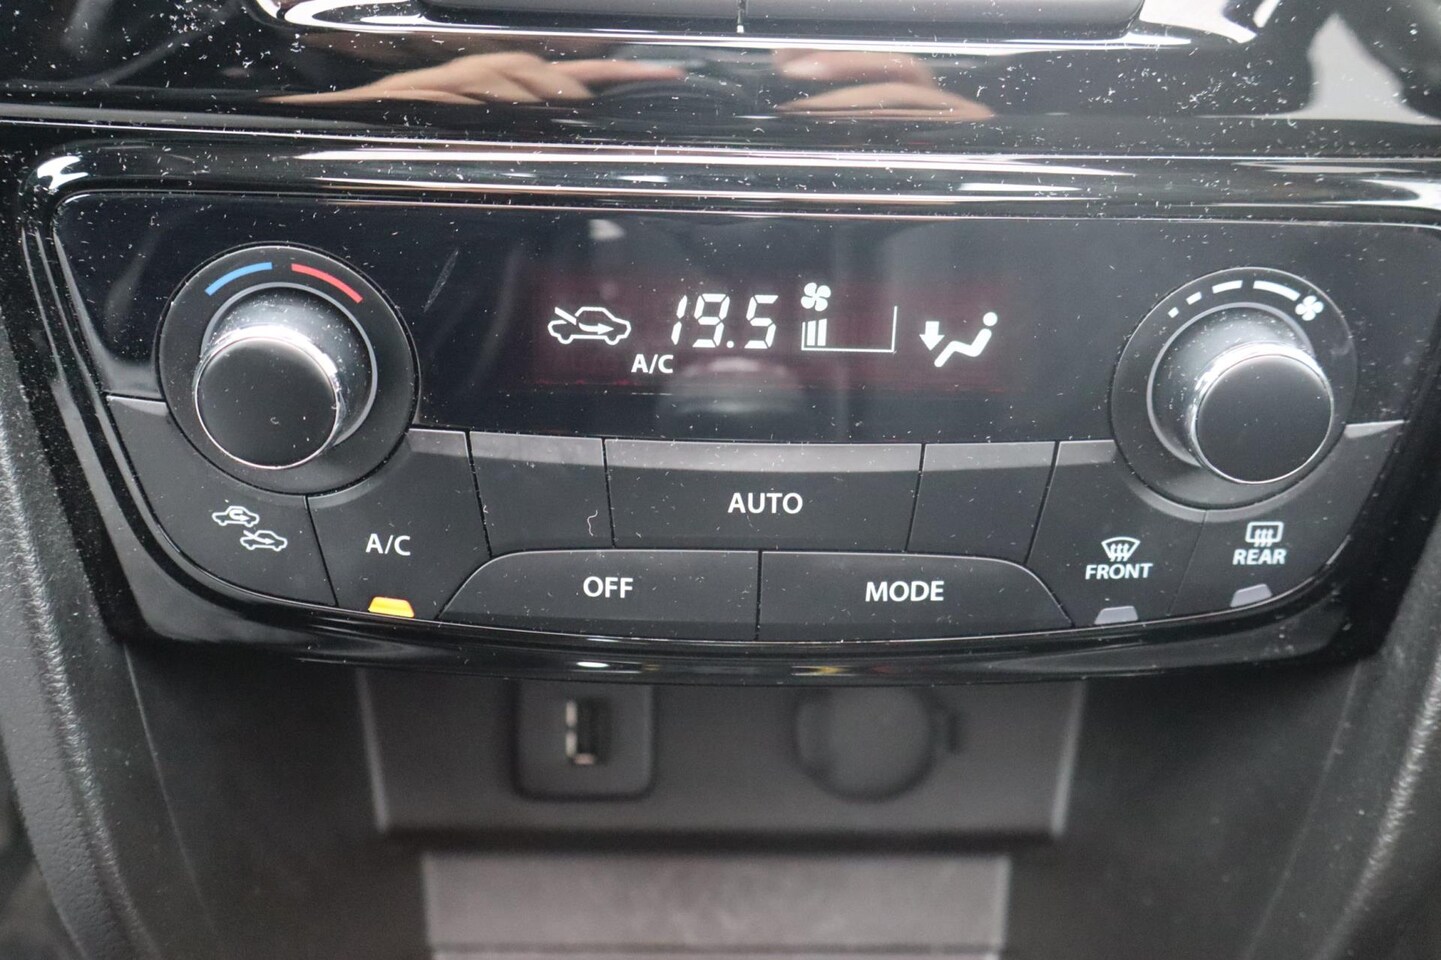 19.5
A/C
AUTO
A/C
OFF
MODE
FRONT
REAR